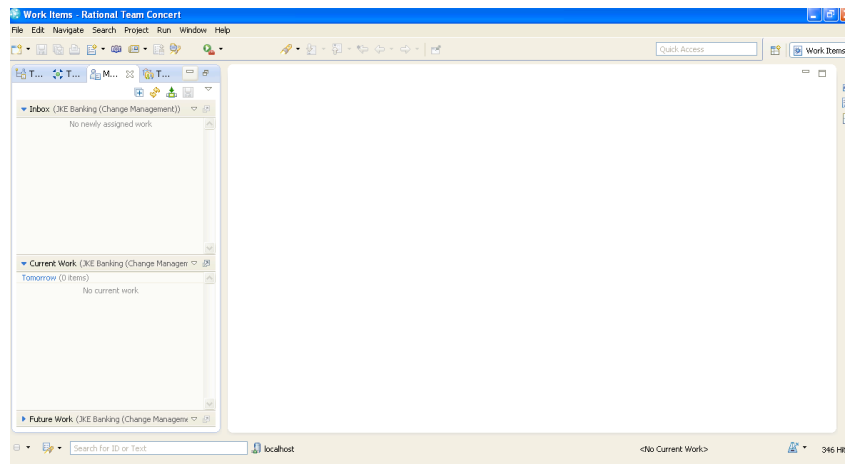 Work Items - Rational Team Concert
File Edit Navigate Search Project Run Window Help
Quick Access
Work Items
T... T... M... T...
Inbox (JKE Banking (Change Management))
No newly assigned work
Current Work (JKE Banking (Change Managem
Tomorrow (0 items)
No current work
Future Work (JKE Banking (Change Manageme
Search for ID or Text
localhost
<No Current Work>
346 Hit